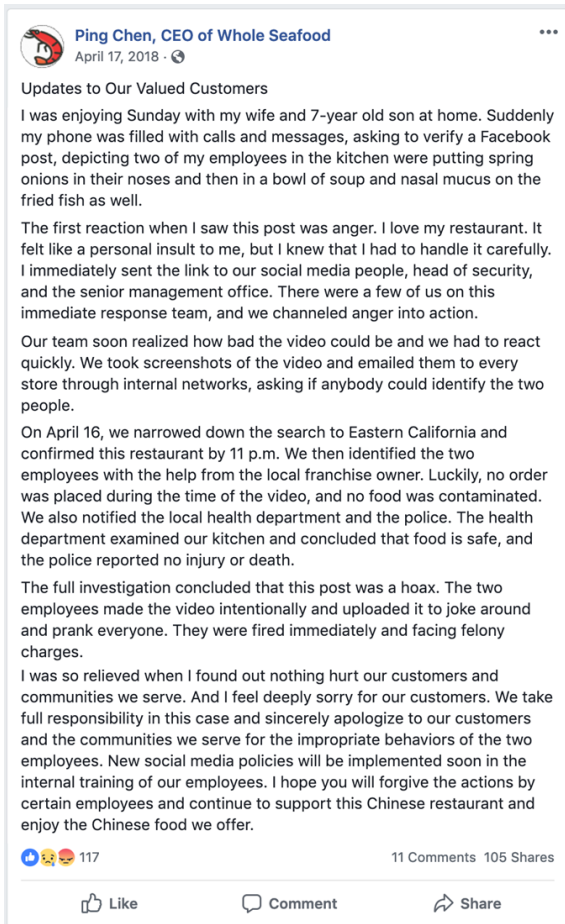 Ping Chen, CEO of Whole Seafood
April 17, 2018 ·
Updates to Our Valued Customers
I was enjoying Sunday with my wife and 7-year old son at home. Suddenly
my phone was filled with calls and messages, asking to verify a Facebook
post, depicting two of my employees in the kitchen were putting spring
onions in their noses and then in a bowl of soup and nasal mucus on the
fried fish as well.
The first reaction when I saw this post was anger. I love my restaurant. It
felt like a personal insult to me, but I knew that I had to handle it carefully.
I immediately sent the link to our social media people, head of security,
and the senior management office. There were a few of us on this
immediate response team, and we channeled anger into action.
Our team soon realized how bad the video could be and we had to react
quickly. We took screenshots of the video and emailed them to every
store through internal networks, asking if anybody could identify the two
people.
On April 16, we narrowed down the search to Eastern California and
confirmed this restaurant by 11 p.m. We then identified the two
employees with the help from the local franchise owner. Luckily, no order
was placed during the time of the video, and no food was contaminated.
We also notified the local health department and the police. The health
department examined our kitchen and concluded that food is safe, and
the police reported no injury or death.
The full investigation concluded that this post was a hoax. The two
employees made the video intentionally and uploaded it to joke around
and prank everyone. They were fired immediately and facing felony
charges.
I was so relieved when I found out nothing hurt our customers and
communities we serve. And I feel deeply sorry for our customers. We take
full responsibility in this case and sincerely apologize to our customers
and the communities we serve for the impropriate behaviors of the two
employees. New social media policies will be implemented soon in the
internal training of our employees. I hope you will forgive the actions by
certain employees and continue to support this Chinese restaurant and
enjoy the Chinese food we offer.
117 11 Comments 105 Shares
Like Comment Share